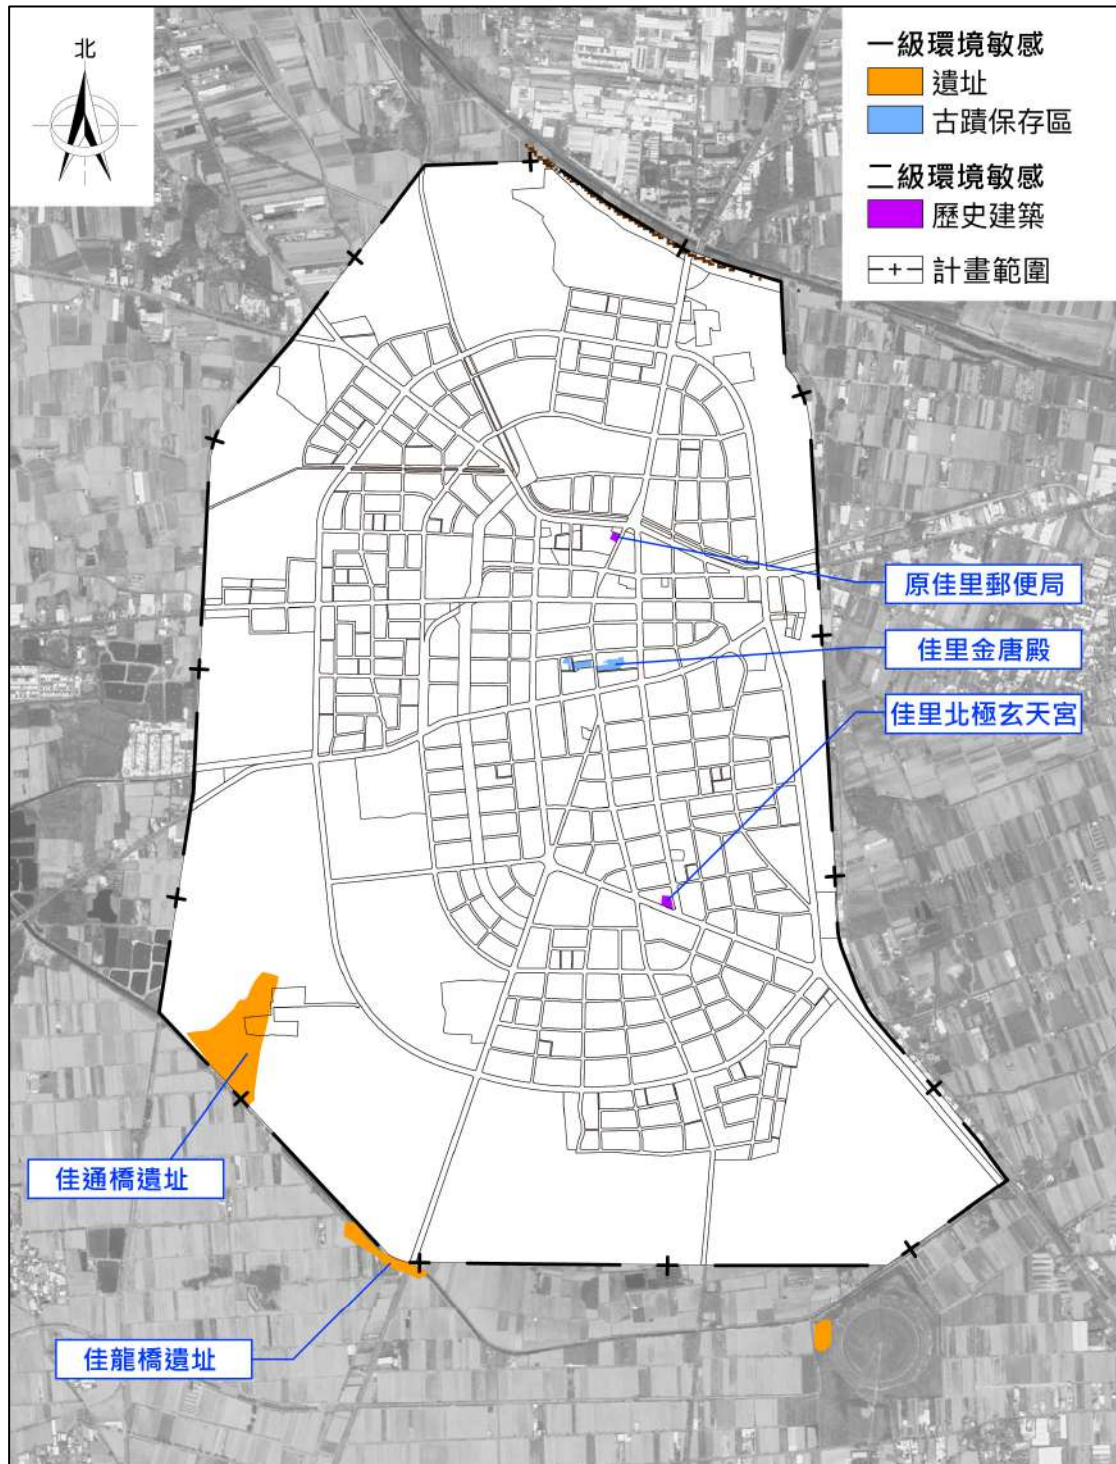 北
一級環境敏感
遺址
古蹟保存區
二級環境敏感
歷史建築
計畫範圍
原佳里郵便局
佳里金唐殿
佳里北極玄天宮
佳通橋遺址
佳龍橋遺址